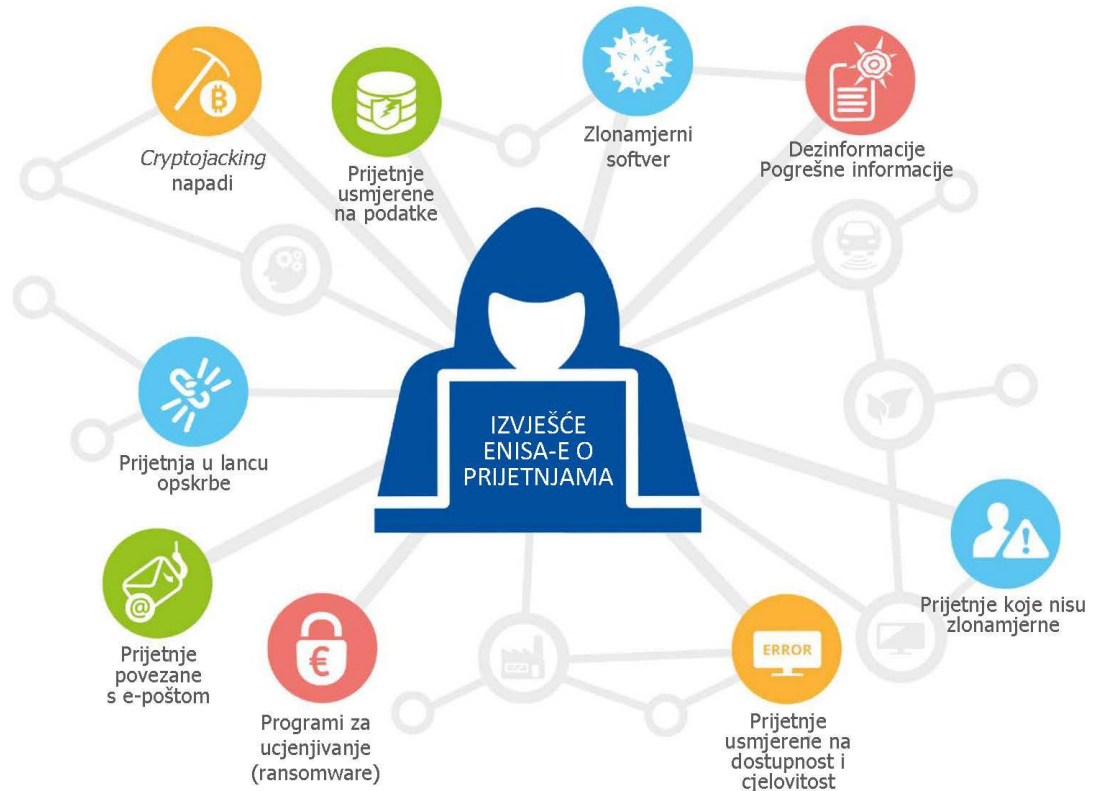 Cryptojacking
napadi
Prijetnje
usmjerene
na podatke
Zlonamjerni
softver
Dezinformacije
Pogrešne informacije
IZVJEŠĆE
ENISA-E O
PRIJETNJAMA
Prijetnja u lancu
opskrbe
@
Prijetnje
povezane
s e-poštom
€
Programi za
ucjenjivanje
(ransomware)
ERROR
Prijetnje
usmjerene na
dostupnost i
cjelovitost
Prijetnje koje nisu
zlonamjerne